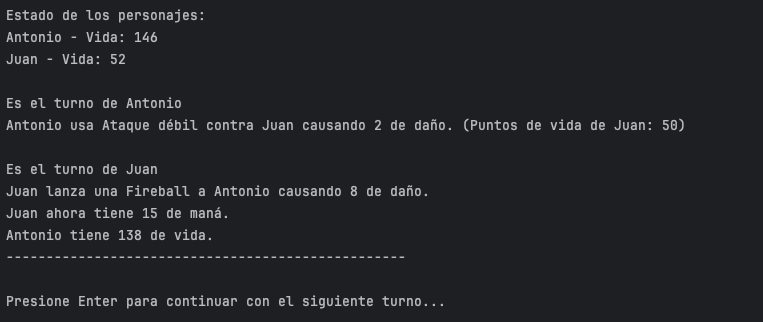 Estado de los personajes:
Antonio - Vida: 146
Juan - Vida: 52
Es el turno de Antonio
Antonio usa Ataque débil contra Juan causando 2 de daño. (Puntos de vida de Juan: 50)
Es el turno de Juan
Juan lanza una Fireball a Antonio causando 8 de daño.
Juan ahora tiene 15 de maná.
Antonio tiene 138 de vida.
--------------------------------------------------
Presione Enter para continuar con el siguiente turno...